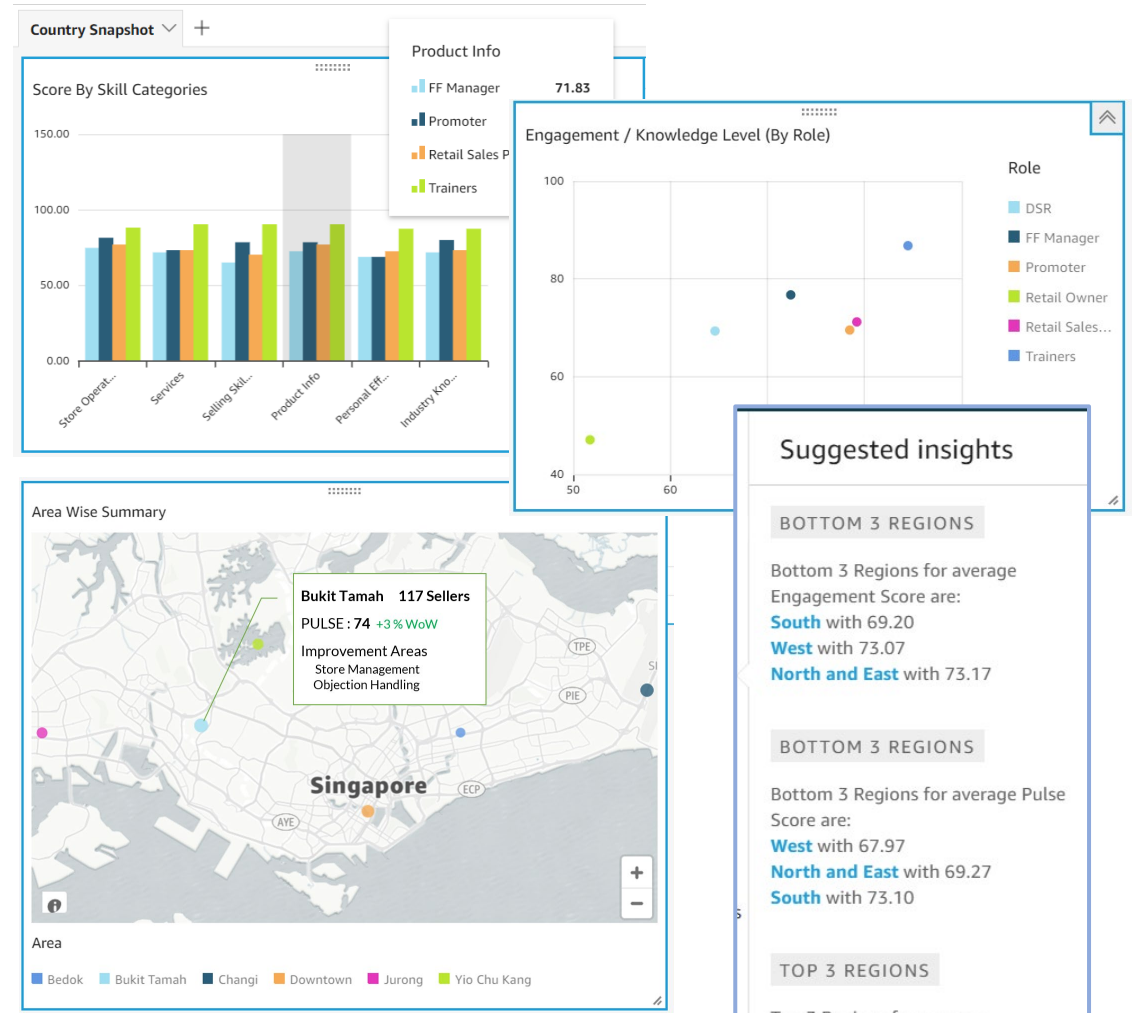 Country Snapshot
Score By Skill Categories
150.00
100.00
50.00
0.00
Store Operat...
Services
Selling Skil...
Product Info
Personal Eff...
Industry Kno...
Product Info
FF Manager 71.83
Promoter
Retail Sales P
Trainers
Engagement / Knowledge Level (By Role)
100
80
60
40
50
60
Role
DSR
FF Manager
Promoter
Retail Owner
Retail Sales...
Trainers
Area Wise Summary
Bukit Tamah 117 Sellers
PULSE : 74 +3 % WoW
Improvement Areas
Store Management
Objection Handling
TPE
PIE
Singapore
ECP
AYE
+
−
Area
Bedok
Bukit Tamah
Changi
Downtown
Jurong
Yio Chu Kang
Suggested insights
BOTTOM 3 REGIONS
Bottom 3 Regions for average
Engagement Score are:
South with 69.20
West with 73.07
North and East with 73.17
BOTTOM 3 REGIONS
Bottom 3 Regions for average Pulse
Score are:
West with 67.97
North and East with 69.27
South with 73.10
TOP 3 REGIONS